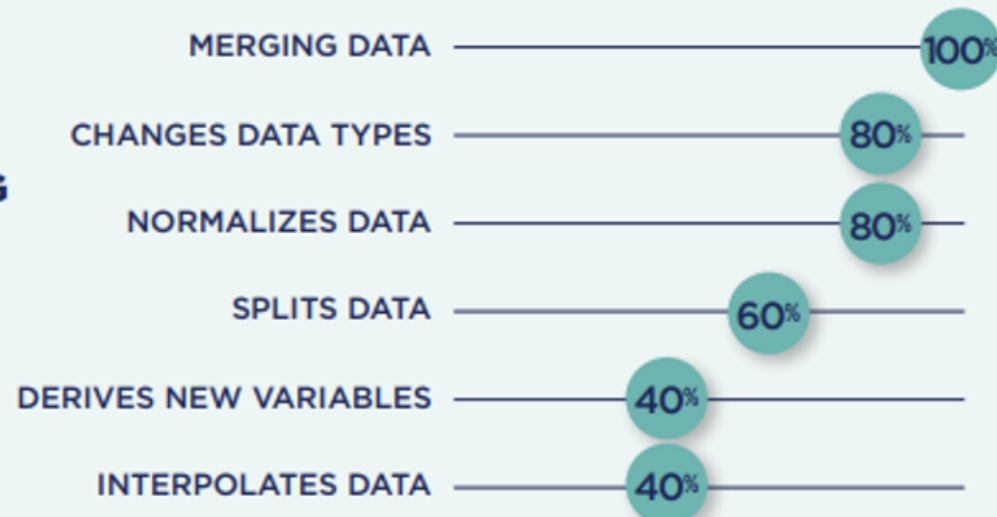 MERGING DATA 100%
CHANGES DATA TYPES 80%
G
NORMALIZES DATA 80%
SPLITS DATA 60%
DERIVES NEW VARIABLES 40%
INTERPOLATES DATA 40%